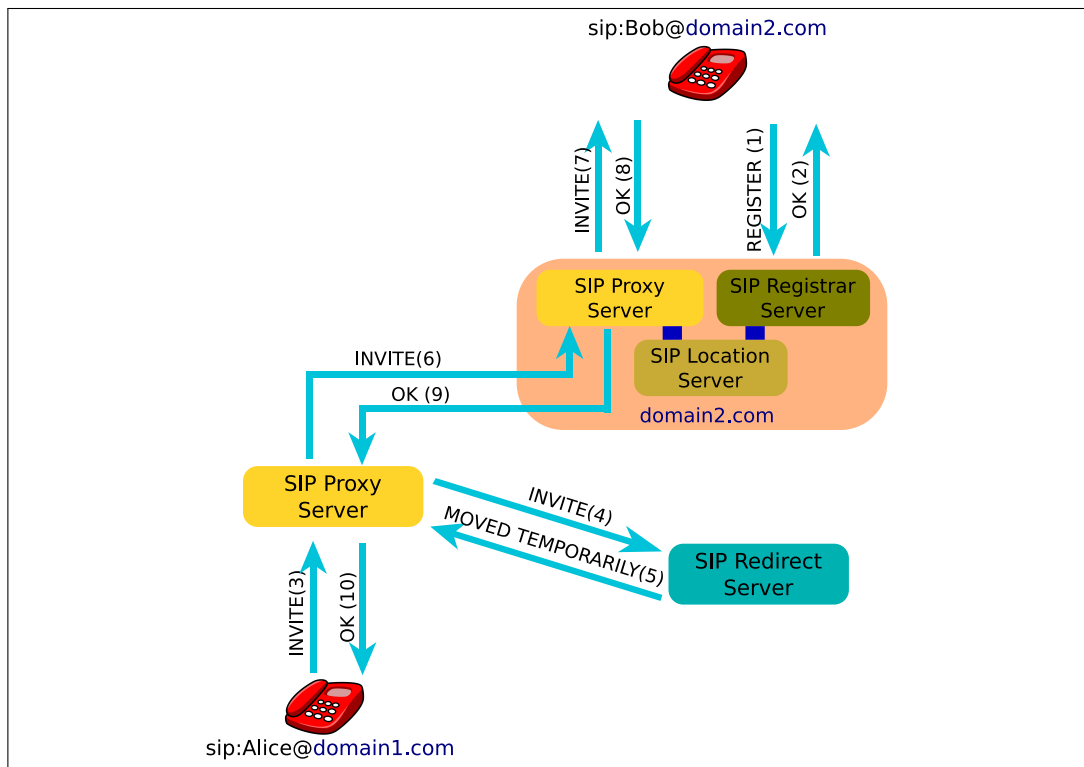 sip:Bob@domain2.com
INVITE(7)
OK (8)
REGISTER (1)
OK (2)
SIP Proxy
Server
SIP Registrar
Server
SIP Location
Server
domain2.com
INVITE(6)
OK (9)
SIP Proxy
Server
INVITE(4)
MOVED TEMPORARILY(5)
SIP Redirect
Server
INVITE(3)
OK (10)
sip:Alice@domain1.com